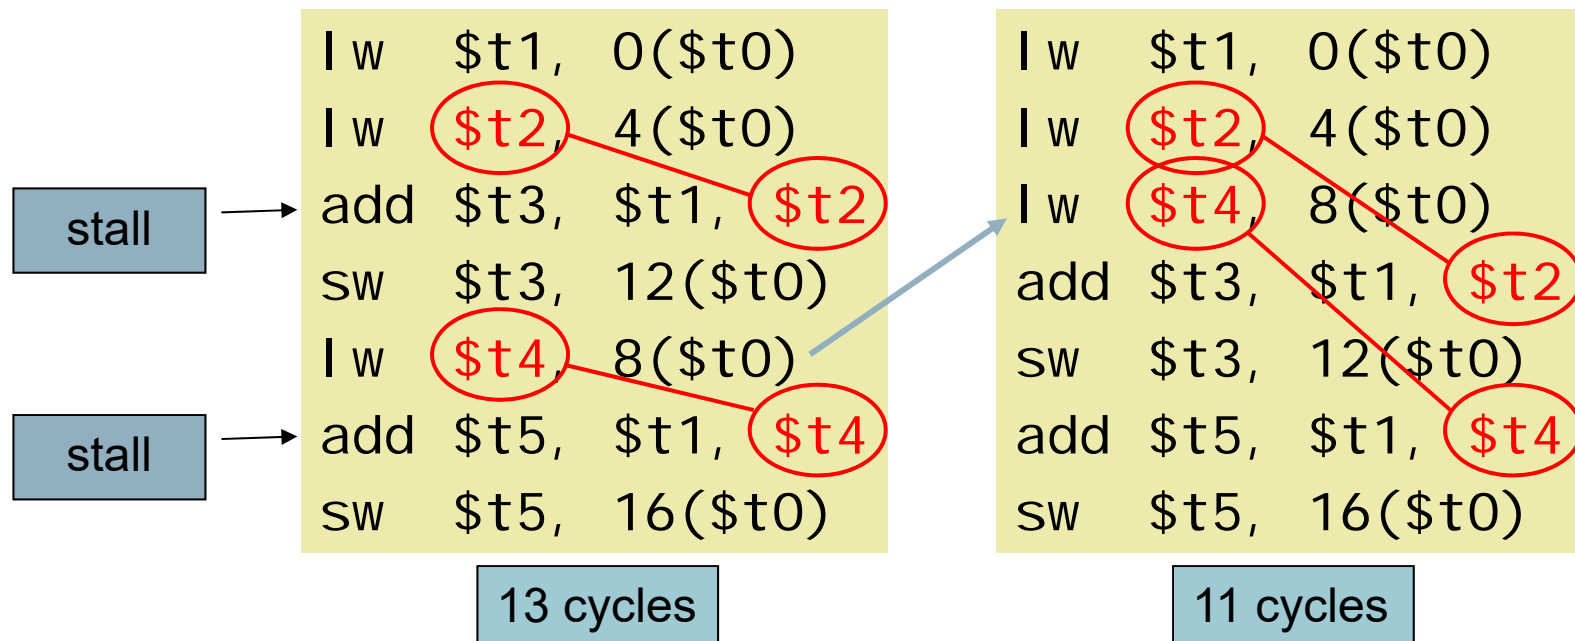 lw $t1, 0($t0)
lw $t2, 4($t0)
add $t3, $t1, $t2
sw $t3, 12($t0)
lw $t4, 8($t0)
add $t5, $t1, $t4
sw $t5, 16($t0)
stall
stall
13 cycles
lw $t1, 0($t0)
lw $t2, 4($t0)
lw $t4, 8($t0)
add $t3, $t1, $t2
sw $t3, 12($t0)
add $t5, $t1, $t4
sw $t5, 16($t0)
11 cycles